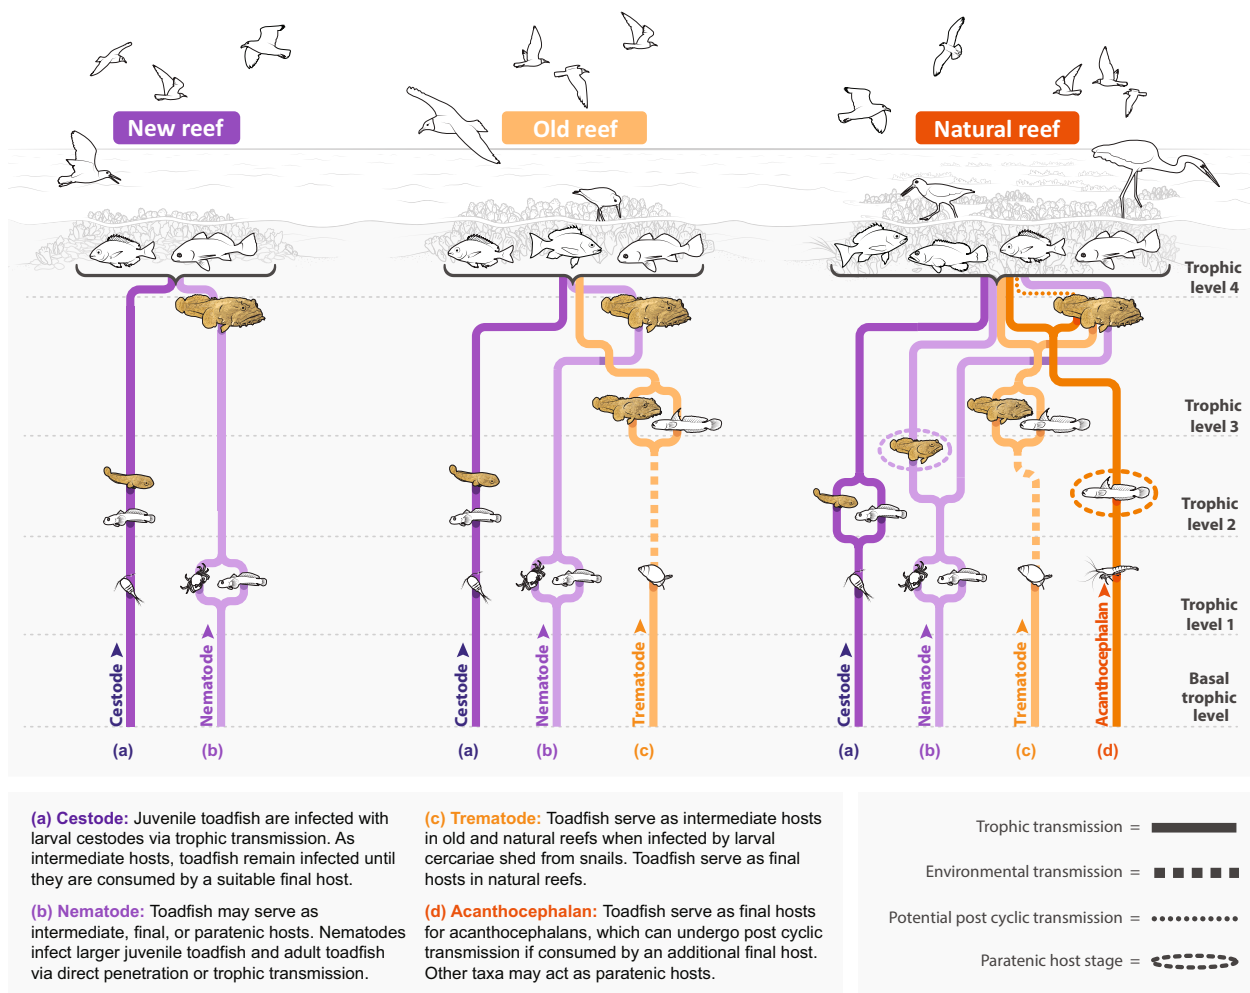 New reef
Old reef
Natural reef
Trophic
level 4
Trophic
level 3
Trophic
level 2
Trophic
level 1
Basal
trophic
level
Cestode
Nematode
Cestode
Nematode
Trematode
Cestode
Nematode
Trematode
Acanthocephalan
(a)
(b)
(a)
(b)
(c)
(a)
(b)
(c)
(d)
(a) Cestode: Juvenile toadfish are infected with
larval cestodes via trophic transmission. As
intermediate hosts, toadfish remain infected until
they are consumed by a suitable final host.
(b) Nematode: Toadfish may serve as
intermediate, final, or paratenic hosts. Nematodes
infect larger juvenile toadfish and adult toadfish
via direct penetration or trophic transmission.
(c) Trematode: Toadfish serve as intermediate hosts
in old and natural reefs when infected by larval
cercariae shed from snails. Toadfish serve as final
hosts in natural reefs.
(d) Acanthocephalan: Toadfish serve as final hosts
for acanthocephalans, which can undergo post cyclic
transmission if consumed by an additional final host.
Other taxa may act as paratenic hosts.
Trophic transmission =
Environmental transmission =
Potential post cyclic transmission =
Paratenic host stage =